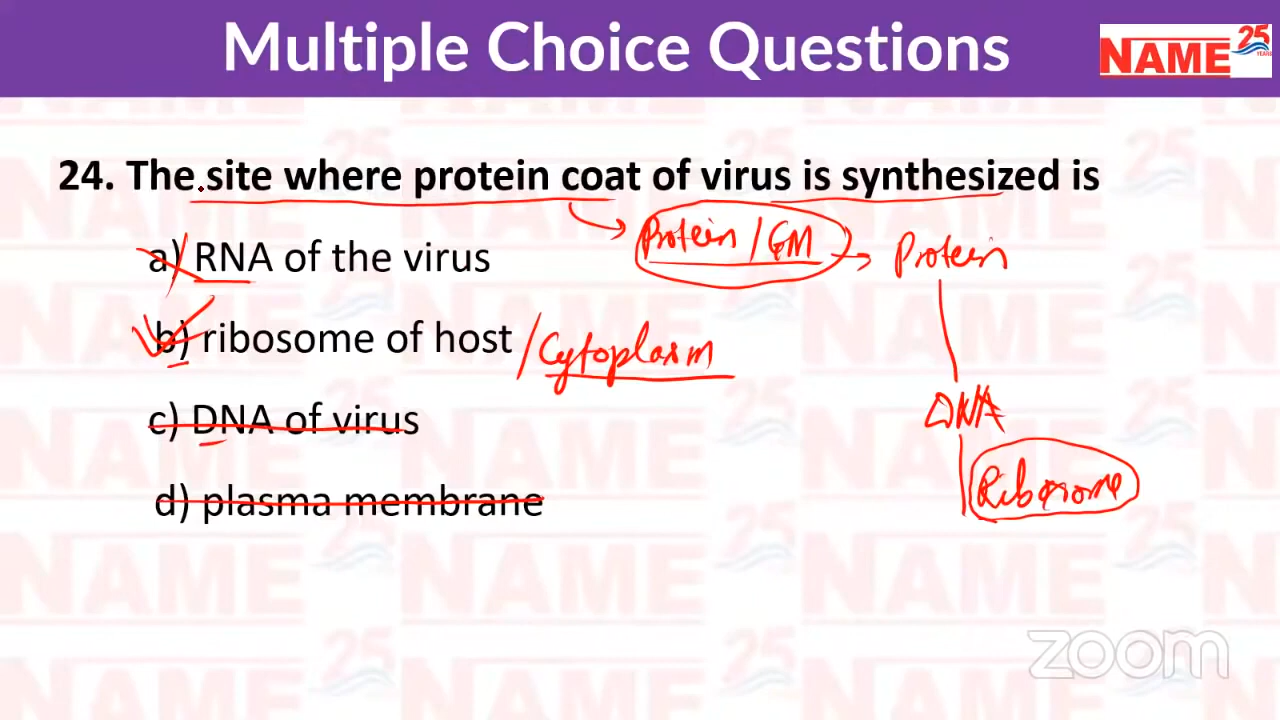 Multiple Choice Questions
NAME 25 YEARS
24. The site where protein coat of virus is synthesized is
Protein / GM
Protein
a) RNA of the virus
b) ribosome of host / Cytoplasm
c) DNA of virus
DNA
Ribosome
d) plasma membrane
zoom